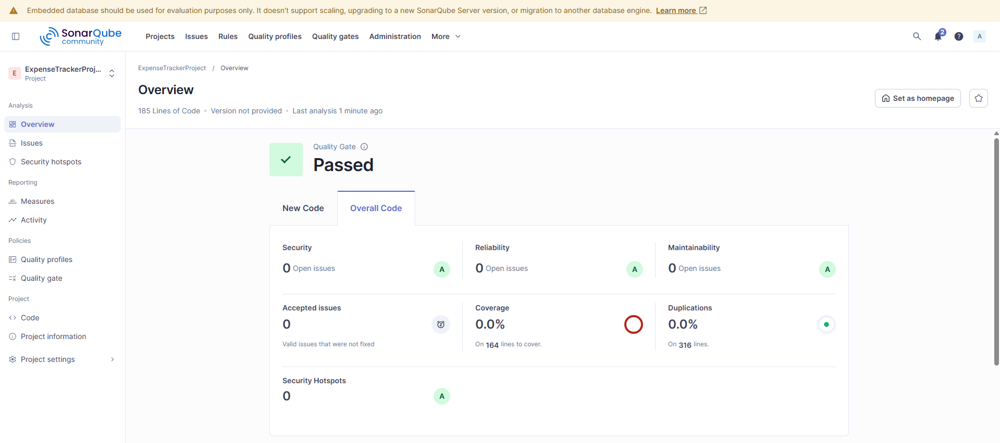 Embedded database should be used for evaluation purposes only. It doesn't support scaling, upgrading to a new SonarQube Server version, or migration to another database engine. Learn more
SonarQube community
Projects Issues Rules Quality profiles Quality gates Administration More
2
A
E
ExpenseTrackerProj...
Project
Analysis
Overview
Issues
Security hotspots
Reporting
Measures
Activity
Policies
Quality profiles
Quality gate
Project
Code
Project information
Project settings
ExpenseTrackerProject / Overview
Overview
185 Lines of Code • Version not provided • Last analysis 1 minute ago
Set as homepage
Quality Gate
Passed
New Code
Overall Code
Security
0 Open issues
A
Reliability
0 Open issues
A
Maintainability
0 Open issues
A
Accepted issues
0
Valid issues that were not fixed
Coverage
0.0%
On 164 lines to cover.
Duplications
0.0%
On 316 lines.
Security Hotspots
0
A